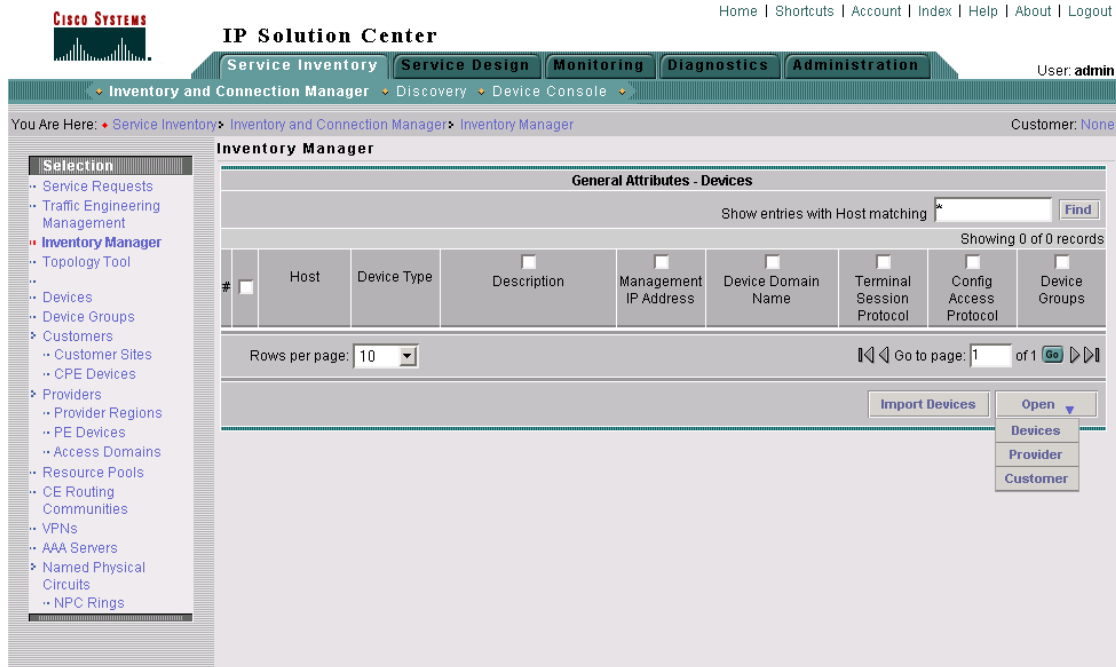 CISCO SYSTEMS
Home | Shortcuts | Account | Index | Help | About | Logout
IP Solution Center
Service Inventory Service Design Monitoring Diagnostics Administration
User: admin
Inventory and Connection Manager Discovery Device Console
You Are Here: Service Inventory Inventory and Connection Manager Inventory Manager
Customer: None
Selection
Service Requests
Traffic Engineering
Management
Inventory Manager
Topology Tool
Devices
Device Groups
Customers
Customer Sites
CPE Devices
Providers
Provider Regions
PE Devices
Access Domains
Resource Pools
CE Routing
Communities
VPNs
AAA Servers
Named Physical
Circuits
NPC Rings
Inventory Manager
General Attributes - Devices
Show entries with Host matching * Find
Showing 0 of 0 records
# Host Device Type Description Management IP Address Device Domain Name Terminal Session Protocol Config Access Protocol Device Groups
Rows per page: 10
Go to page: 1 of 1 Go
Import Devices Open
Devices
Provider
Customer